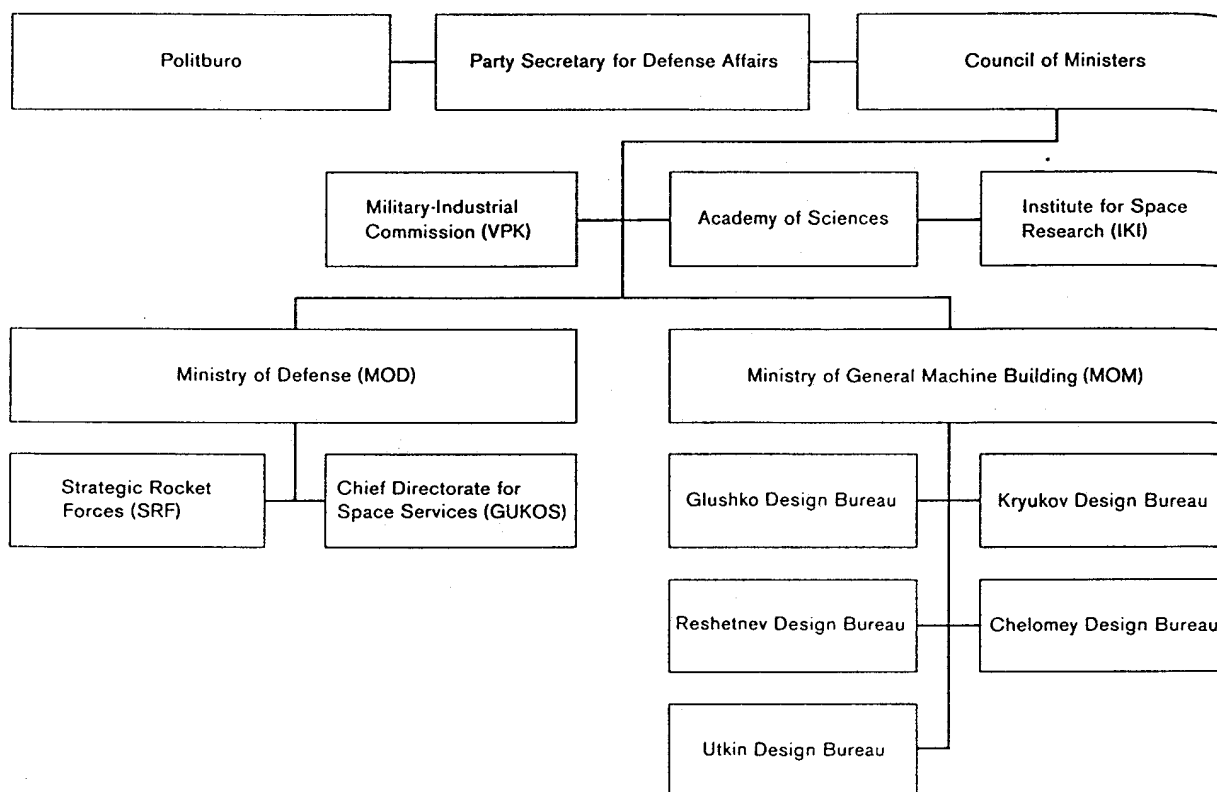 Politburo
Party Secretary for Defense Affairs
Council of Ministers
Military-Industrial
Commission (VPK)
Academy of Sciences
Institute for Space
Research (IKI)
Ministry of Defense (MOD)
Ministry of General Machine Building (MOM)
Strategic Rocket
Forces (SRF)
Chief Directorate for
Space Services (GUKOS)
Glushko Design Bureau
Kryukov Design Bureau
Reshetnev Design Bureau
Chelomey Design Bureau
Utkin Design Bureau